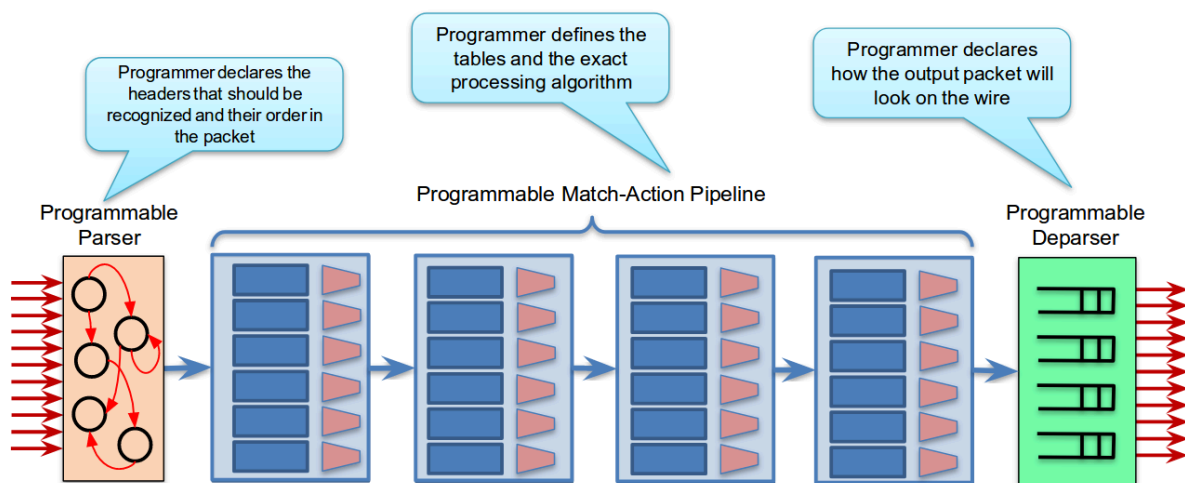 Programmer declares the
headers that should be
recognized and their order in
the packet
Programmer defines the
tables and the exact
processing algorithm
Programmer declares
how the output packet will
look on the wire
Programmable Match-Action Pipeline
Programmable
Parser
Programmable
Deparser